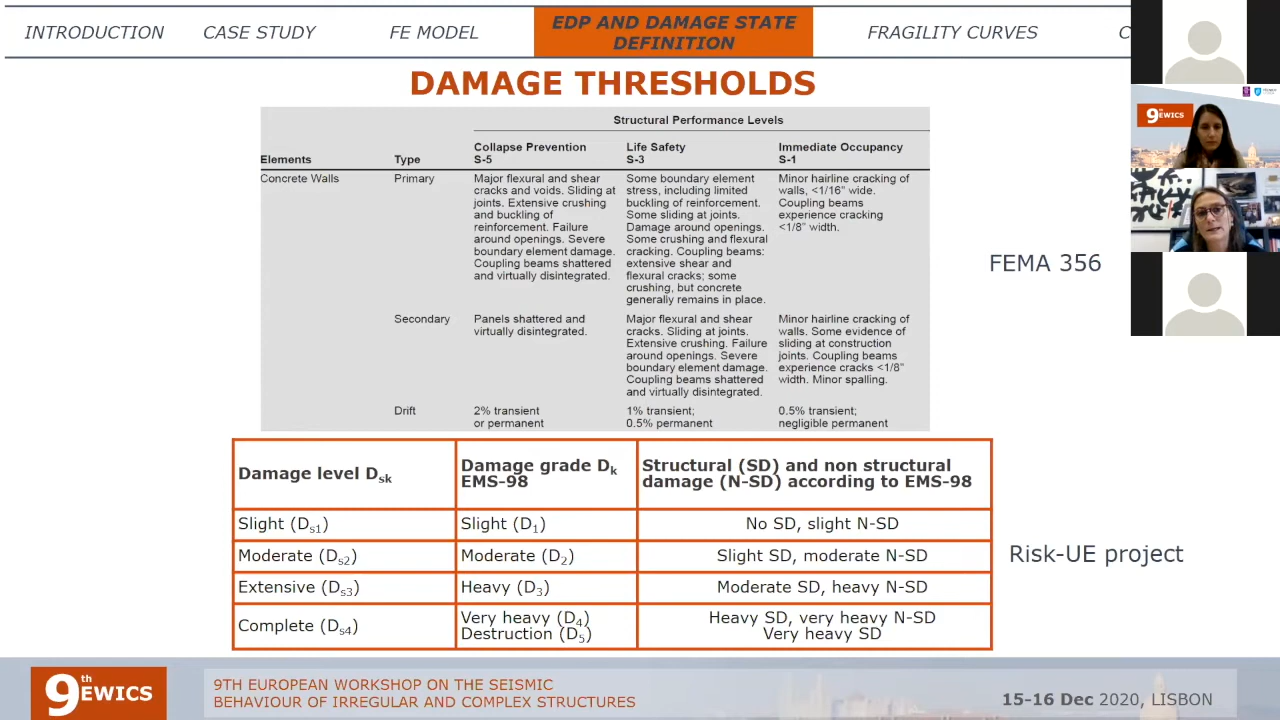 INTRODUCTION
CASE STUDY
FE MODEL
EDP AND DAMAGE STATE
DEFINITION
FRAGILITY CURVES
C
DAMAGE THRESHOLDS
Structural Performance Levels
Elements
Type
Collapse Prevention
S-5
Life Safety
S-3
Immediate Occupancy
S-1
Concrete Walls
Primary
Major flexural and shear
cracks and voids. Sliding at
joints. Extensive crushing
and buckling of
reinforcement. Failure
around openings. Severe
boundary element damage.
Coupling beams shattered
and virtually disintegrated.
Some boundary element
stress, including limited
buckling of reinforcement.
Some sliding at joints.
Damage around openings.
Some crushing and flexural
cracking. Coupling beams:
extensive shear and
flexural cracks; some
crushing, but concrete
generally remains in place.
Minor hairline cracking of
walls, <1/16" wide.
Coupling beams
experience cracking
<1/8" width.
Secondary
Panels shattered and
virtually disintegrated.
Major flexural and shear
cracks. Sliding at joints.
Extensive crushing. Failure
around openings. Severe
boundary element damage.
Coupling beams shattered
and virtually disintegrated.
Minor hairline cracking of
walls. Some evidence of
sliding at construction
joints. Coupling beams
experience cracks <1/8"
width. Minor spalling.
Drift
2% transient
or permanent
1% transient;
0.5% permanent
0.5% transient;
negligible permanent
FEMA 356
Damage level Dsk
Damage grade Dk
EMS-98
Structural (SD) and non structural
damage (N-SD) according to EMS-98
Slight (Ds1)
Slight (D1)
No SD, slight N-SD
Moderate (Ds2)
Moderate (D2)
Slight SD, moderate N-SD
Extensive (Ds3)
Heavy (D3)
Moderate SD, heavy N-SD
Complete (Ds4)
Very heavy (D4)
Destruction (D5)
Heavy SD, very heavy N-SD
Very heavy SD
Risk-UE project
9th EWICS
9th EWICS
9TH EUROPEAN WORKSHOP ON THE SEISMIC
BEHAVIOUR OF IRREGULAR AND COMPLEX STRUCTURES
15-16 Dec 2020, LISBON